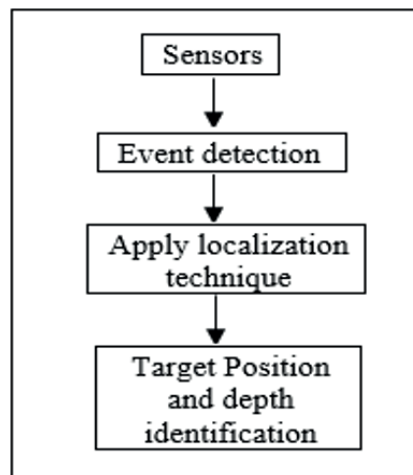 Sensors
Event detection
Apply localization
technique
Target Position
and depth
identification